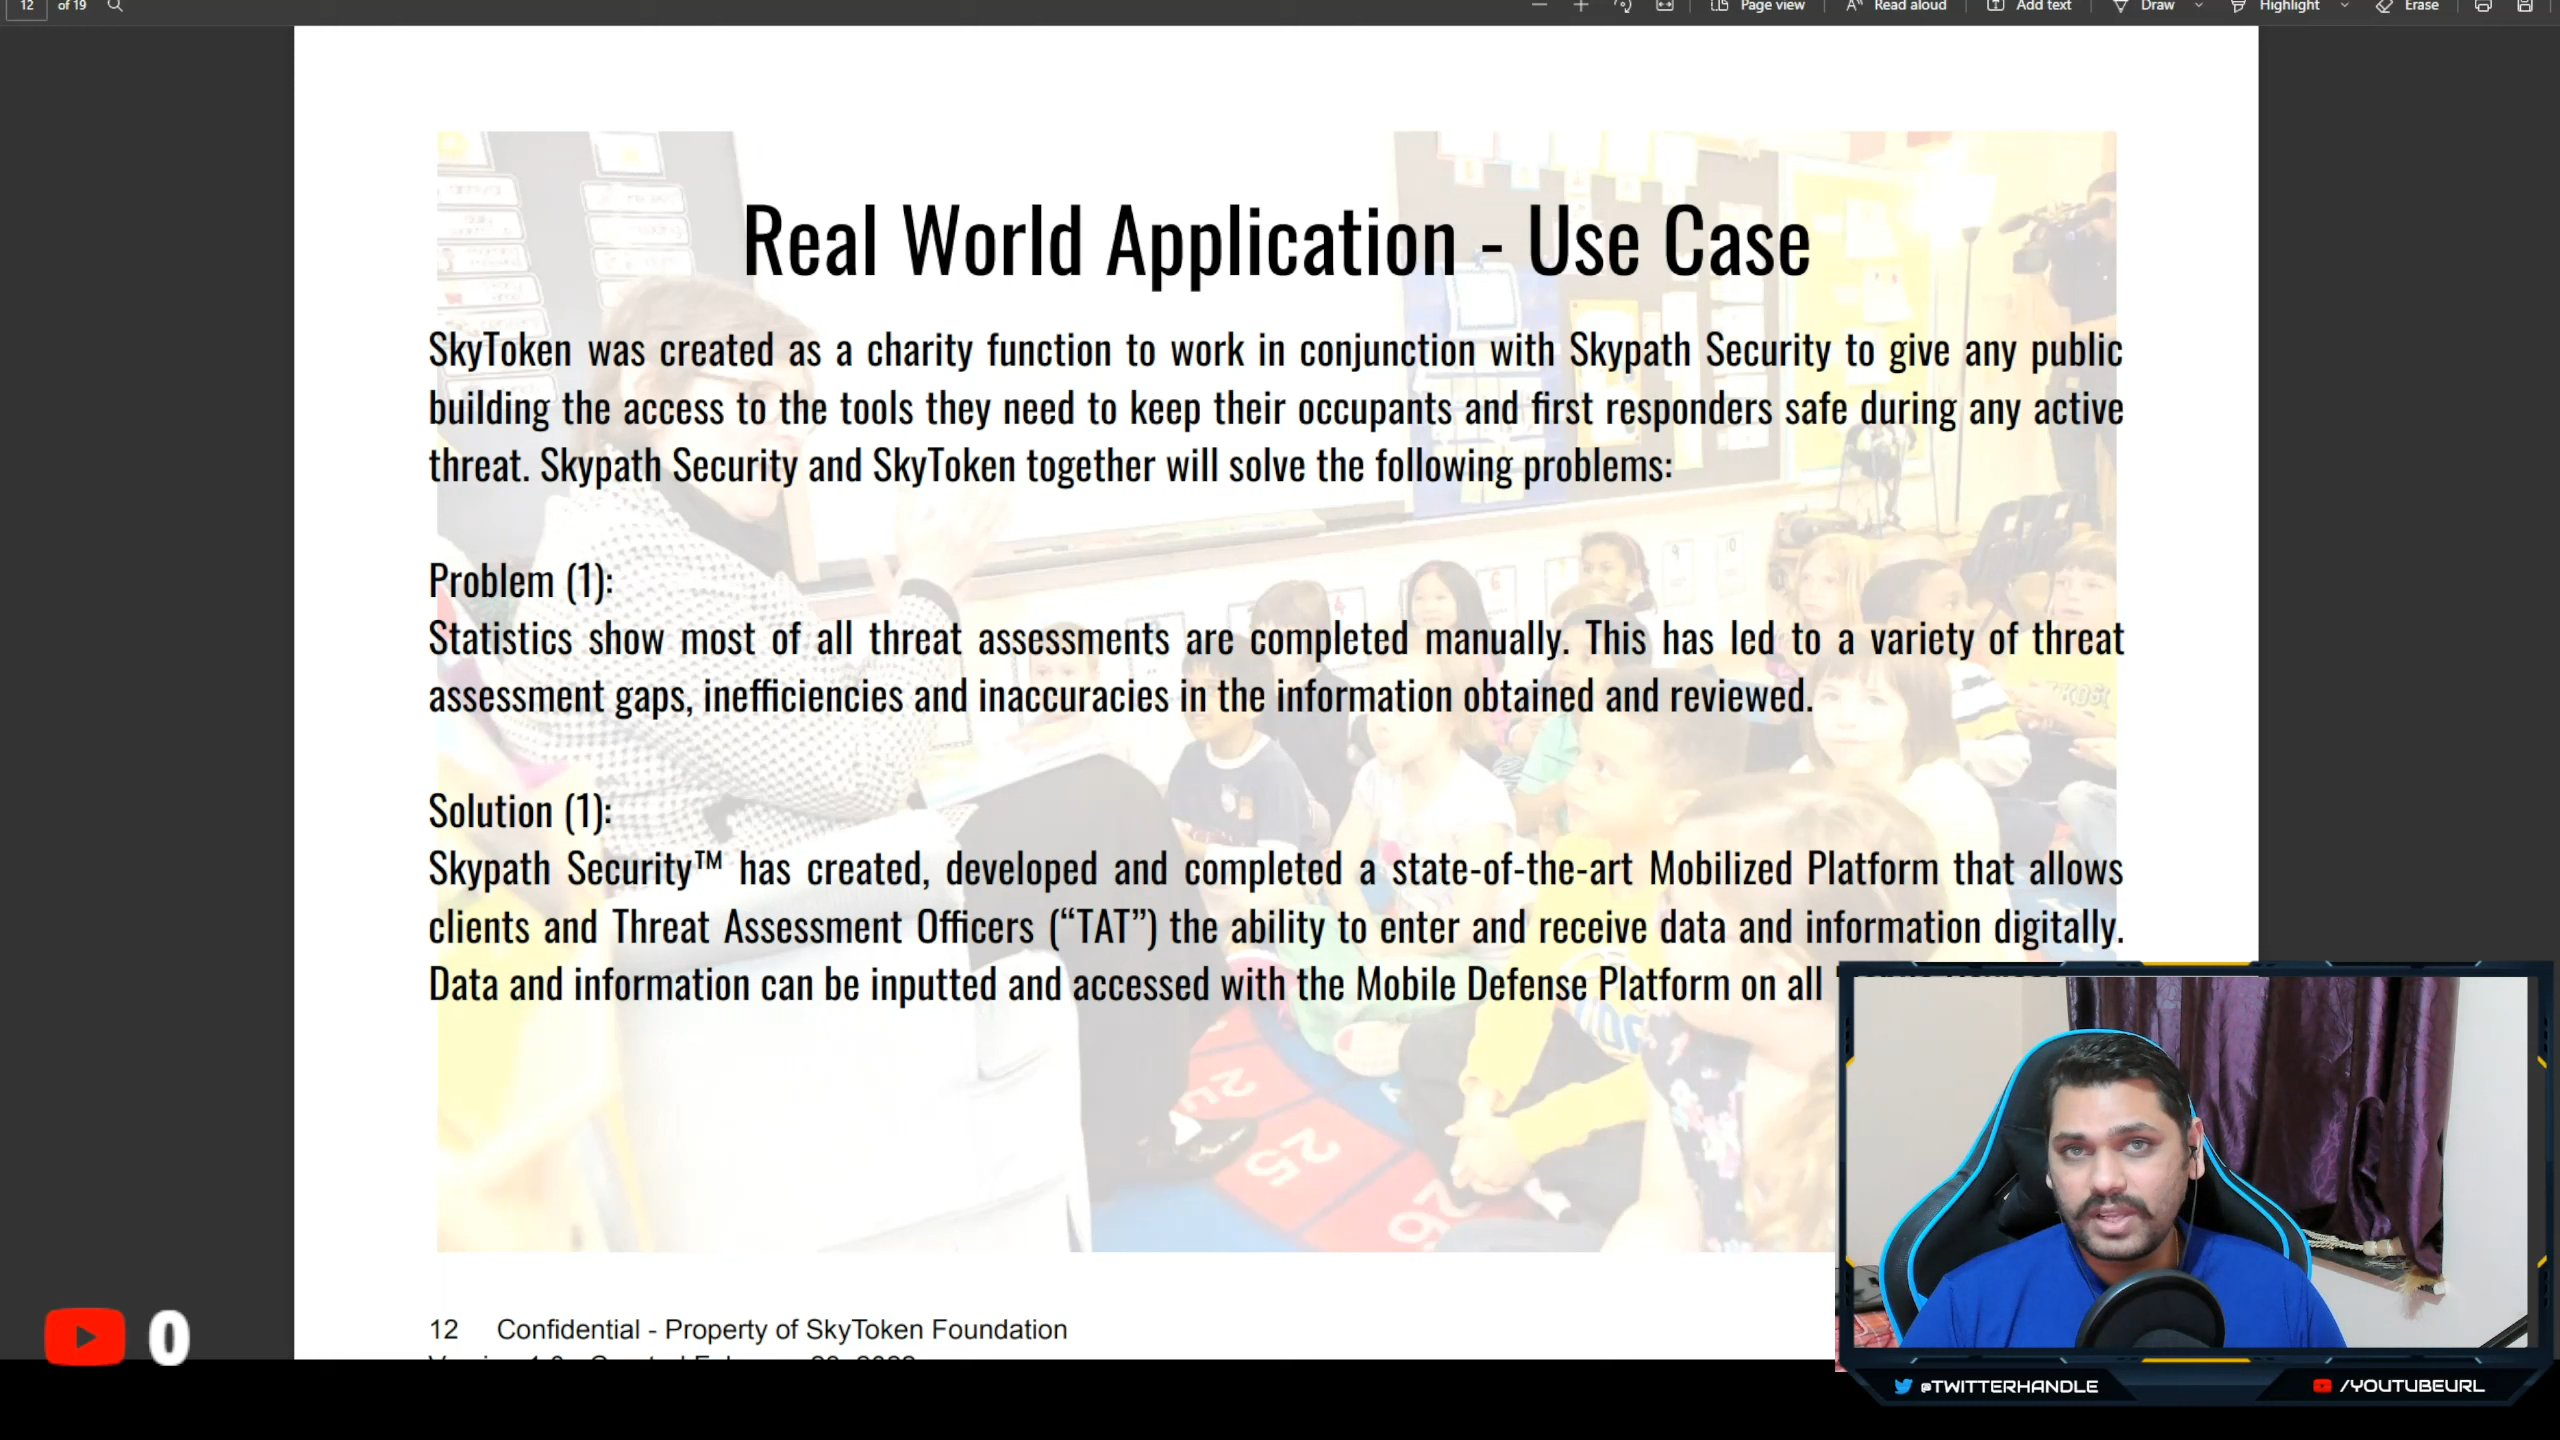 12 of 19 Page view Read aloud Add text Draw Highlight Erase
Real World Application - Use Case
SkyToken was created as a charity function to work in conjunction with Skypath Security to give any public
building the access to the tools they need to keep their occupants and first responders safe during any active
threat. Skypath Security and SkyToken together will solve the following problems:
Problem (1):
Statistics show most of all threat assessments are completed manually. This has led to a variety of threat
assessment gaps, inefficiencies and inaccuracies in the information obtained and reviewed.
Solution (1):
Skypath Security™ has created, developed and completed a state-of-the-art Mobilized Platform that allows
clients and Threat Assessment Officers (“TAT”) the ability to enter and receive data and information digitally.
Data and information can be inputted and accessed with the Mobile Defense Platform on all
25
26
12 Confidential - Property of SkyToken Foundation
0
@TWITTERHANDLE
/YOUTUBEURL